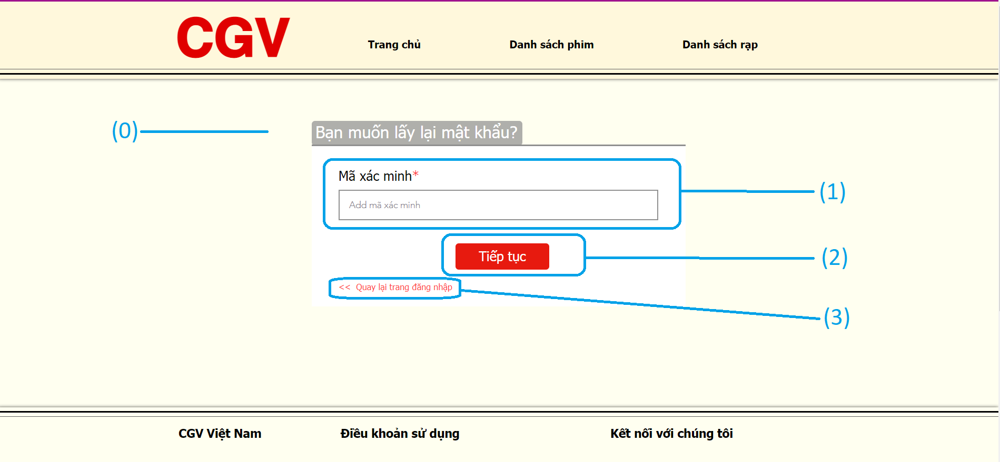 CGV
Trang chủ
Danh sách phim
Danh sách rạp
(0)
Bạn muốn lấy lại mật khẩu?
Mã xác minh*
Add mã xác minh
(1)
Tiếp tục
(2)
<< Quay lại trang đăng nhập
(3)
CGV Việt Nam
Điều khoản sử dụng
Kết nối với chúng tôi